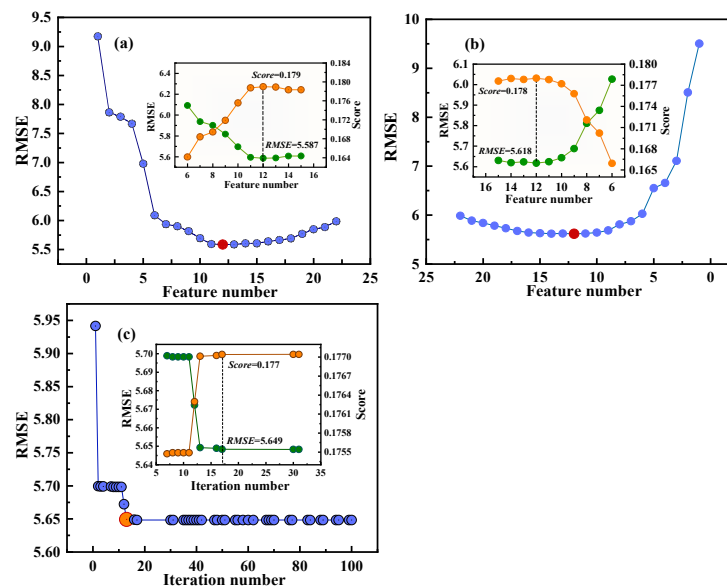 (a)
RMSE
9.5
9.0
8.5
8.0
7.5
7.0
6.5
6.0
5.5
0 5 10 15 20 25
Feature number
Score=0.179
RMSE=5.587
RMSE
6.4
6.2
6.0
5.8
5.6
5.4
6 8 10 12 14 16
Feature number
0.184
0.180
0.176
0.172
0.168
0.164
Score
(b)
RMSE
10
9
8
7
6
5
25 20 15 10 5 0
Feature number
Score=0.178
RMSE=5.618
RMSE
6.1
6.0
5.9
5.8
5.7
5.6
16 14 12 10 8 6
Feature number
0.180
0.177
0.174
0.171
0.169
0.166
Score
(c)
RMSE
5.95
5.90
5.85
5.80
5.75
5.70
5.65
5.60
0 20 40 60 80 100
Iteration number
Score=0.177
RMSE=5.649
RMSE
5.70
5.69
5.68
5.66
5.65
5.64
5 10 15 20 25 30 35
Iteration number
0.1770
0.1764
0.1761
0.1758
0.1755
Score